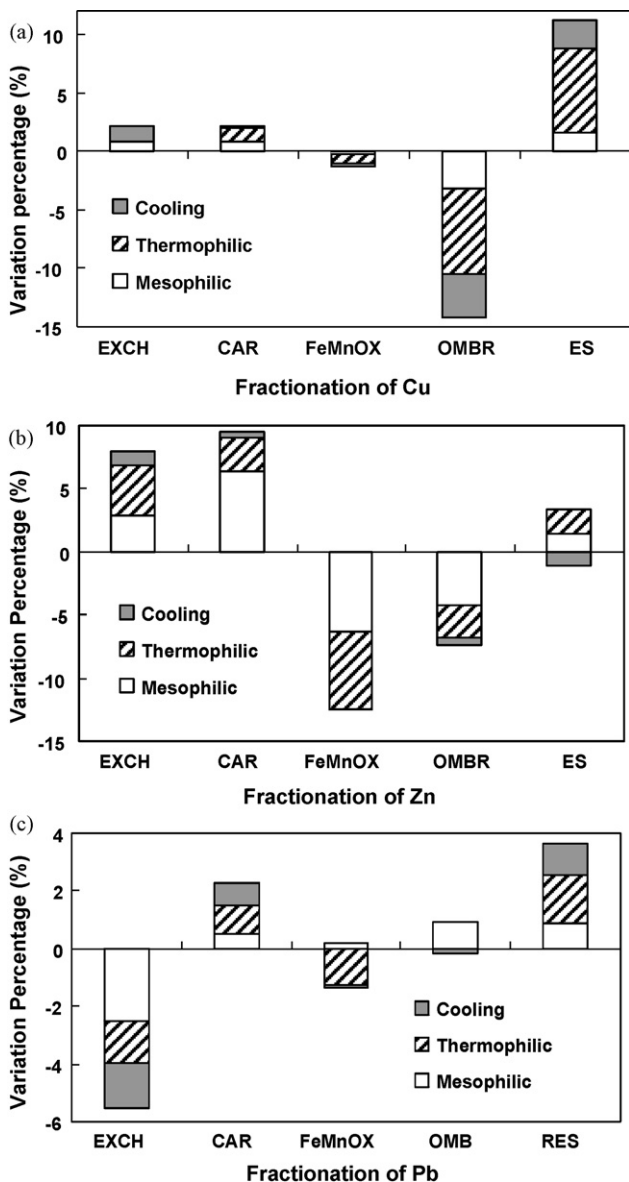 (a)
Variation percentage (%)
10
5
0
-5
-10
-15
Cooling
Thermophilic
Mesophilic
EXCH CAR FeMnOX OMBR ES
Fractionation of Cu
(b)
Variation Percentage (%)
10
5
0
-5
-10
-15
Cooling
Thermophilic
Mesophilic
EXCH CAR FeMnOX OMBR ES
Fractionation of Zn
(c)
Variation Percentage (%)
4
2
0
-2
-4
-6
Cooling
Thermophilic
Mesophilic
EXCH CAR FeMnOX OMB RES
Fractionation of Pb